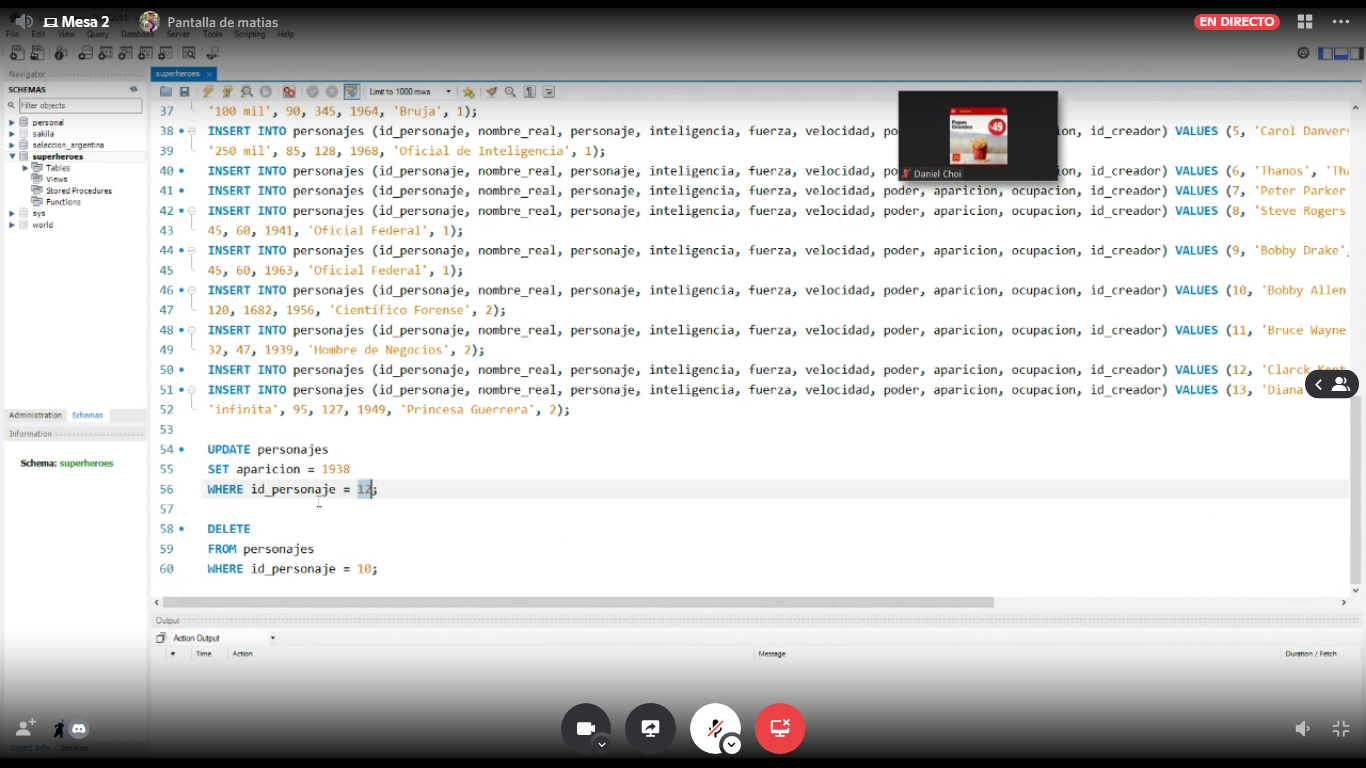 Mesa 2
Pantalla de matias
EN DIRECTO
File Edit View Query Database Server Tools Scripting Help
Navigator
SCHEMAS
Filter objects
personal
sakila
seleccion_argentina
superheroes
Tables
Views
Stored Procedures
Functions
sys
world
Administration Schemas
Information
Schema: superheroes
Object Info Session
superheroes
Limit to 1000 rows
37 '100 mil', 90, 345, 1964, 'Bruja', 1);
38 INSERT INTO personajes (id_personaje, nombre_real, personaje, inteligencia, fuerza, velocidad, po ion, id_creador) VALUES (5, 'Carol Danvers
39 '250 mil', 85, 128, 1968, 'Oficial de Inteligencia', 1);
40 INSERT INTO personajes (id_personaje, nombre_real, personaje, inteligencia, fuerza, velocidad, po ion, id_creador) VALUES (6, 'Thanos', 'Tha
41 INSERT INTO personajes (id_personaje, nombre_real, personaje, inteligencia, fuerza, velocidad, poder, aparicion, ocupacion, id_creador) VALUES (7, 'Peter Parker
42 INSERT INTO personajes (id_personaje, nombre_real, personaje, inteligencia, fuerza, velocidad, poder, aparicion, ocupacion, id_creador) VALUES (8, 'Steve Rogers
43 45, 60, 1941, 'Oficial Federal', 1);
44 INSERT INTO personajes (id_personaje, nombre_real, personaje, inteligencia, fuerza, velocidad, poder, aparicion, ocupacion, id_creador) VALUES (9, 'Bobby Drake',
45 45, 60, 1963, 'Oficial Federal', 1);
46 INSERT INTO personajes (id_personaje, nombre_real, personaje, inteligencia, fuerza, velocidad, poder, aparicion, ocupacion, id_creador) VALUES (10, 'Bobby Allen
47 120, 1682, 1956, 'Científico Forense', 2);
48 INSERT INTO personajes (id_personaje, nombre_real, personaje, inteligencia, fuerza, velocidad, poder, aparicion, ocupacion, id_creador) VALUES (11, 'Bruce Wayne
49 32, 47, 1939, 'Hombre de Negocios', 2);
50 INSERT INTO personajes (id_personaje, nombre_real, personaje, inteligencia, fuerza, velocidad, poder, aparicion, ocupacion, id_creador) VALUES (12, 'Clarck Kent
51 INSERT INTO personajes (id_personaje, nombre_real, personaje, inteligencia, fuerza, velocidad, poder, aparicion, ocupacion, id_creador) VALUES (13, 'Diana
52 'infinita', 95, 127, 1949, 'Princesa Guerrera', 2);
53
54 UPDATE personajes
55 SET aparicion = 1938
56 WHERE id_personaje = 12;
57
58 DELETE
59 FROM personajes
60 WHERE id_personaje = 10;
Papas
Grandes
$49
Daniel Choi
Output
Action Output
# Time Action Message Duration / Fetch